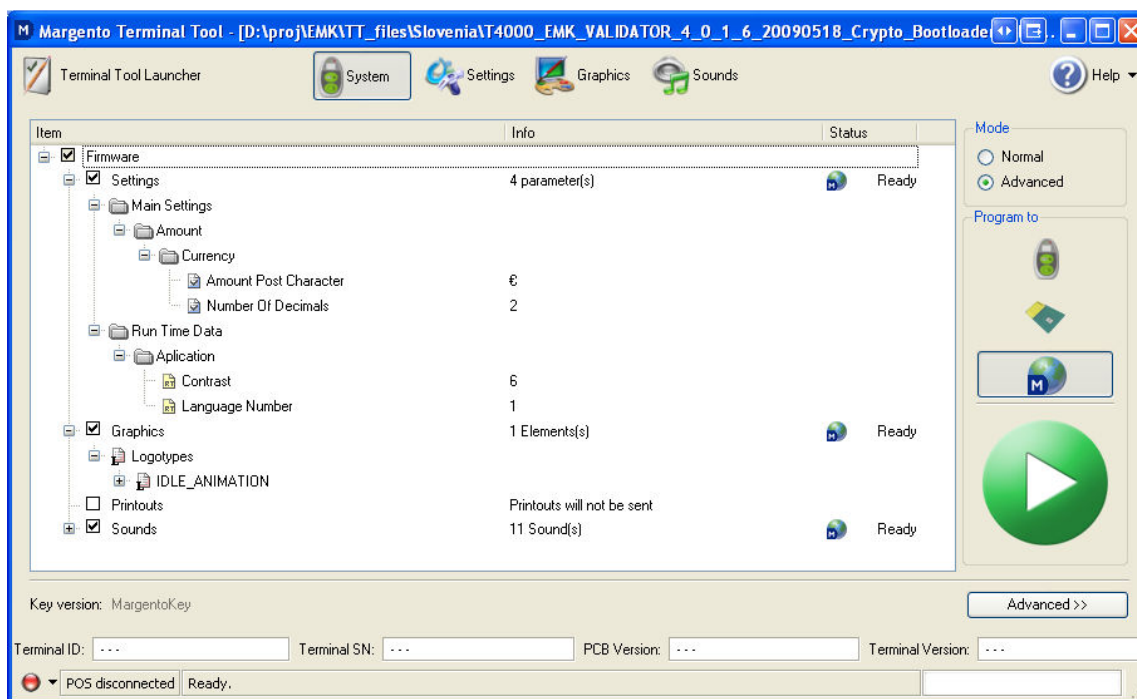 Margento Terminal Tool - [D:\proj\EMK\TT_files\Slovenia\T4000_EMK_VALIDATOR_4_0_1_6_20090518_Crypto_Bootloade
Terminal Tool Launcher System Settings Graphics Sounds Help
Item Info Status
Firmware
Settings 4 parameter(s) Ready
Main Settings
Amount
Currency
Amount Post Character €
Number Of Decimals 2
Run Time Data
Aplication
Contrast 6
Language Number 1
Graphics 1 Elements(s) Ready
Logotypes
IDLE_ANIMATION
Printouts Printouts will not be sent
Sounds 11 Sound(s) Ready
Mode
Normal
Advanced
Program to
M
Key version: MargentoKey Advanced >>
Terminal ID: --- Terminal SN: --- PCB Version: --- Terminal Version: ---
POS disconnected Ready.